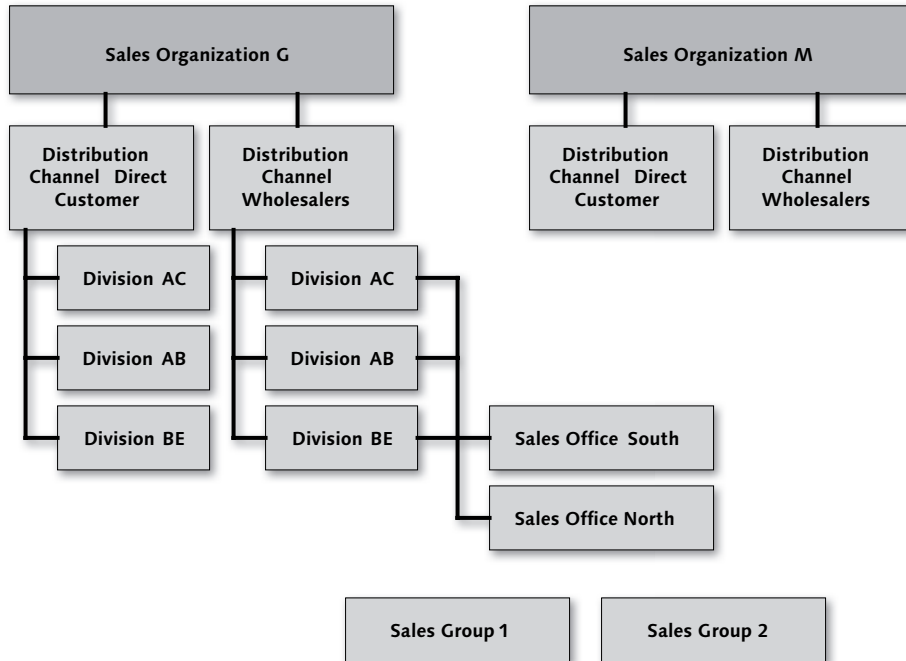 Sales Organization G
Sales Organization M
Distribution
Channel Direct
Customer
Distribution
Channel
Wholesalers
Distribution
Channel Direct
Customer
Distribution
Channel
Wholesalers
Division AC
Division AC
Division AB
Division AB
Division BE
Division BE
Sales Office South
Sales Office North
Sales Group 1
Sales Group 2